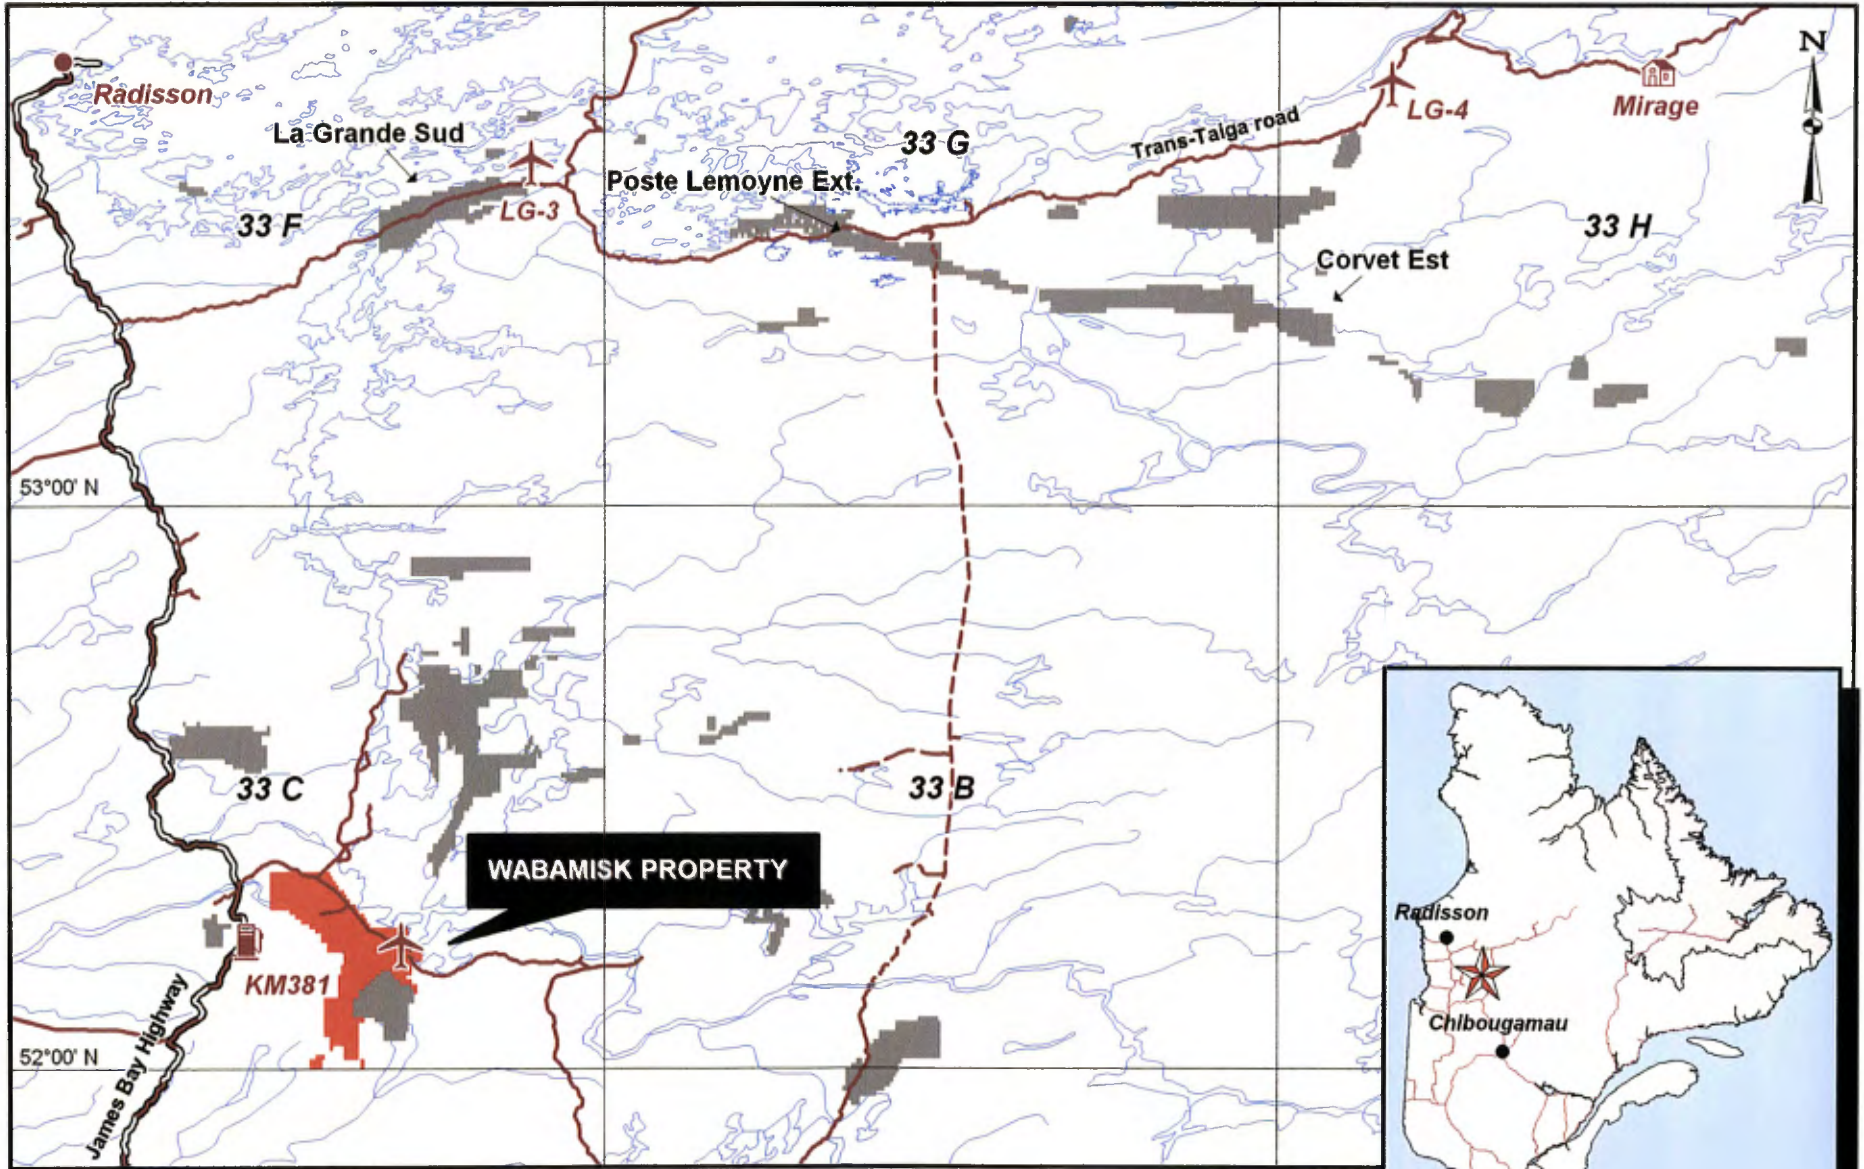 N
Radisson
LG-4
Mirage
La Grande Sud
33 G
Trans-Taiga road
Poste Lemoyne Ext.
LG-3
33 F
33 H
Corvet Est
53°00' N
33 C
33 B
WABAMISK PROPERTY
KM381
James Bay Highway
52°00' N
Radisson
Chibougamau